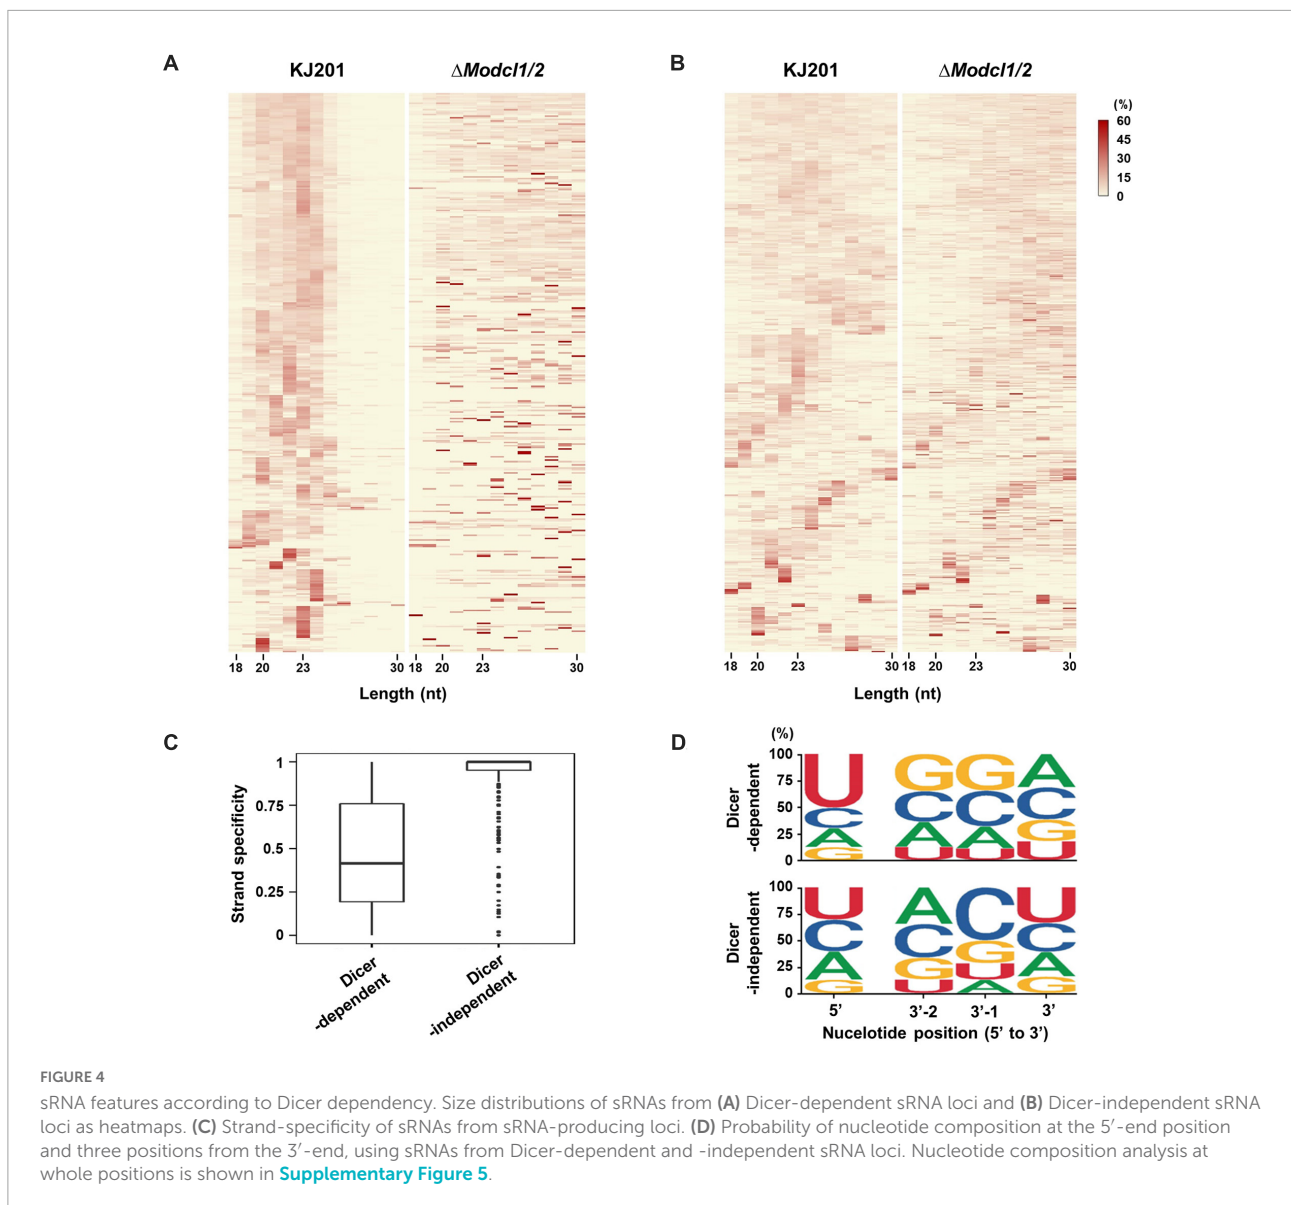 A
KJ201
ΔModcl1/2
B
KJ201
ΔModcl1/2
(%)
60
45
30
15
0
18 20 23 30 18 20 23 30
Length (nt)
18 20 23 30 18 20 23 30
Length (nt)
C
Strand specificity
1
0.75
0.5
0.25
0
Dicer
-dependent
Dicer
-independent
D
(%)
Dicer
-dependent
100
75
50
25
0
U G G A
C C C C
A A A G
G U U U
Dicer
-independent
100
75
50
25
0
U A C U
C C G C
A G U A
G U A G
5’ 3’-2 3’-1 3’
Nucelotide position (5’ to 3’)
FIGURE 4
sRNA features according to Dicer dependency. Size distributions of sRNAs from (A) Dicer-dependent sRNA loci and (B) Dicer-independent sRNA
loci as heatmaps. (C) Strand-specificity of sRNAs from sRNA-producing loci. (D) Probability of nucleotide composition at the 5′-end position
and three positions from the 3′-end, using sRNAs from Dicer-dependent and -independent sRNA loci. Nucleotide composition analysis at
whole positions is shown in Supplementary Figure 5.